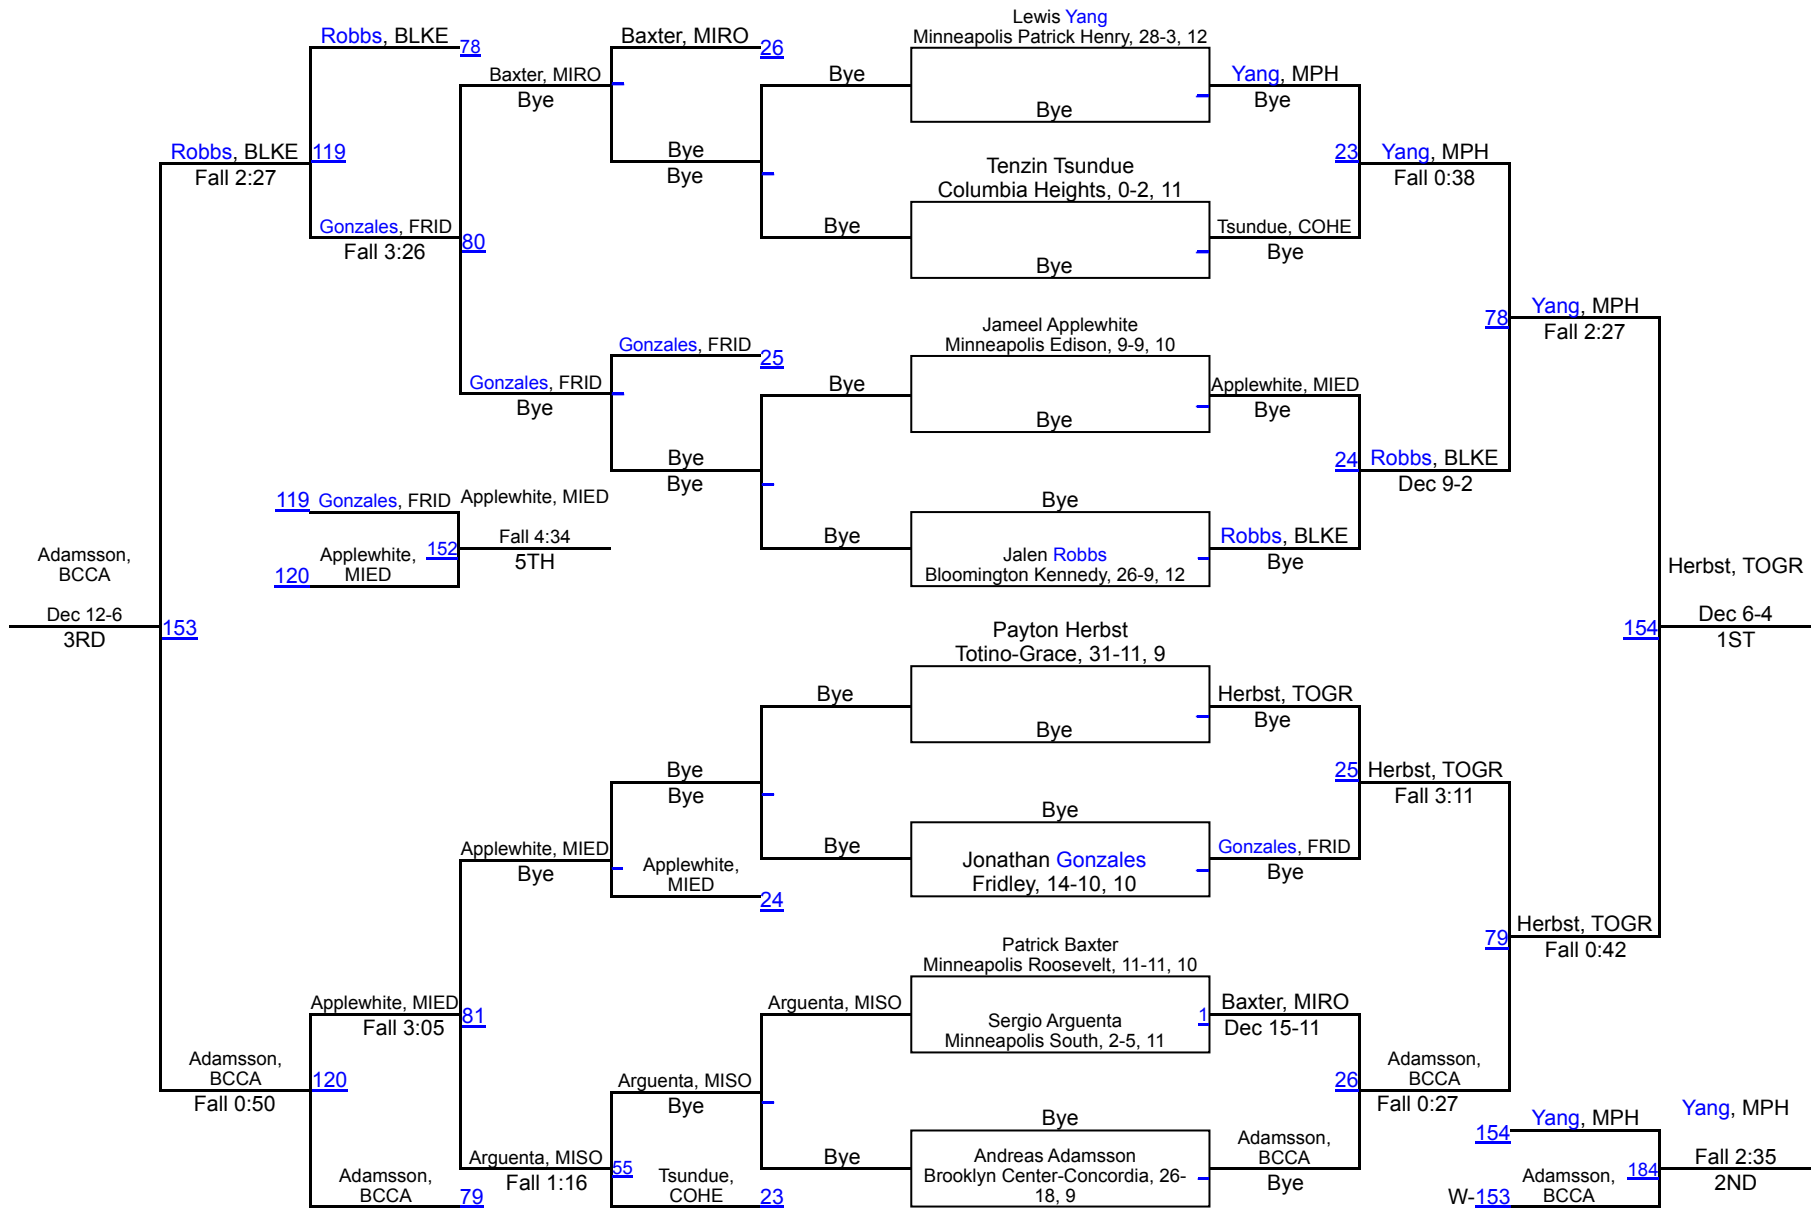 Lewis Yang
Minneapolis Patrick Henry, 28-3, 12
Robbs, BLKE
78
Baxter, MIRO
26
Baxter, MIRO
Bye
Bye
Yang, MPH
Bye
Bye
Robbs, BLKE
119
Fall 2:27
Bye
Bye
Tenzin Tsundue
Columbia Heights, 0-2, 11
23
Yang, MPH
Fall 0:38
Gonzales, FRID
80
Fall 3:26
Bye
Tsundue, COHE
Bye
Bye
Jameel Applewhite
Minneapolis Edison, 9-9, 10
78
Yang, MPH
Fall 2:27
Gonzales, FRID
25
Gonzales, FRID
Bye
Bye
Applewhite, MIED
Bye
Bye
Bye
Bye
24
Robbs, BLKE
Dec 9-2
119
Gonzales, FRID
Applewhite, MIED
Bye
Fall 4:34
152
5TH
120
Applewhite,
MIED
Bye
Jalen Robbs
Bloomington Kennedy, 26-9, 12
Robbs, BLKE
Bye
Adamsson,
BCCA
Dec 12-6
3RD
153
Herbst, TOGR
154
Dec 6-4
1ST
Payton Herbst
Totino-Grace, 31-11, 9
Bye
Bye
Herbst, TOGR
Bye
Bye
Bye
25
Herbst, TOGR
Fall 3:11
Bye
Applewhite, MIED
Bye
Applewhite,
MIED
24
Bye
Jonathan Gonzales
Fridley, 14-10, 10
Gonzales, FRID
Bye
79
Herbst, TOGR
Fall 0:42
Patrick Baxter
Minneapolis Roosevelt, 11-11, 10
Applewhite, MIED
81
Fall 3:05
Arguenta, MISO
Sergio Arguenta
Minneapolis South, 2-5, 11
1
Baxter, MIRO
Dec 15-11
Adamsson,
BCCA
120
Fall 0:50
Arguenta, MISO
Bye
26
Adamsson,
BCCA
Fall 0:27
Bye
Arguenta, MISO
55
Fall 1:16
Adamsson,
BCCA
79
Tsundue,
COHE
23
Bye
Andreas Adamsson
Brooklyn Center-Concordia, 26-
18, 9
Adamsson,
BCCA
Bye
154
Yang, MPH
Yang, MPH
Fall 2:35
184
2ND
W-153
Adamsson,
BCCA